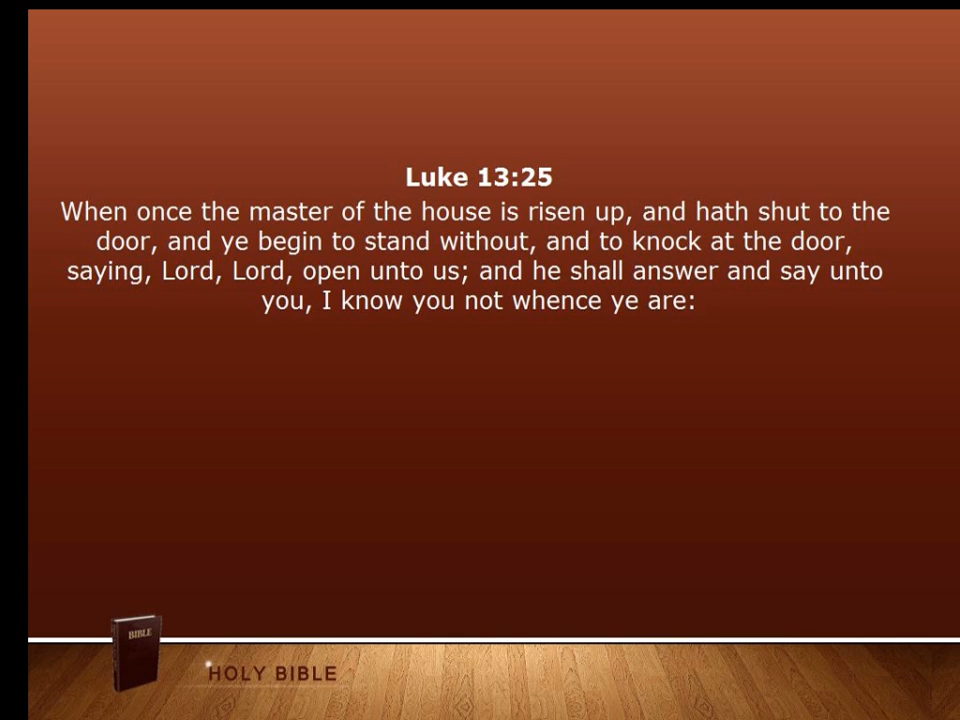 Luke 13:25
When once the master of the house is risen up, and hath shut to the
door, and ye begin to stand without, and to knock at the door,
saying, Lord, Lord, open unto us; and he shall answer and say unto
you, I know you not whence ye are:
BIBLE
HOLY BIBLE